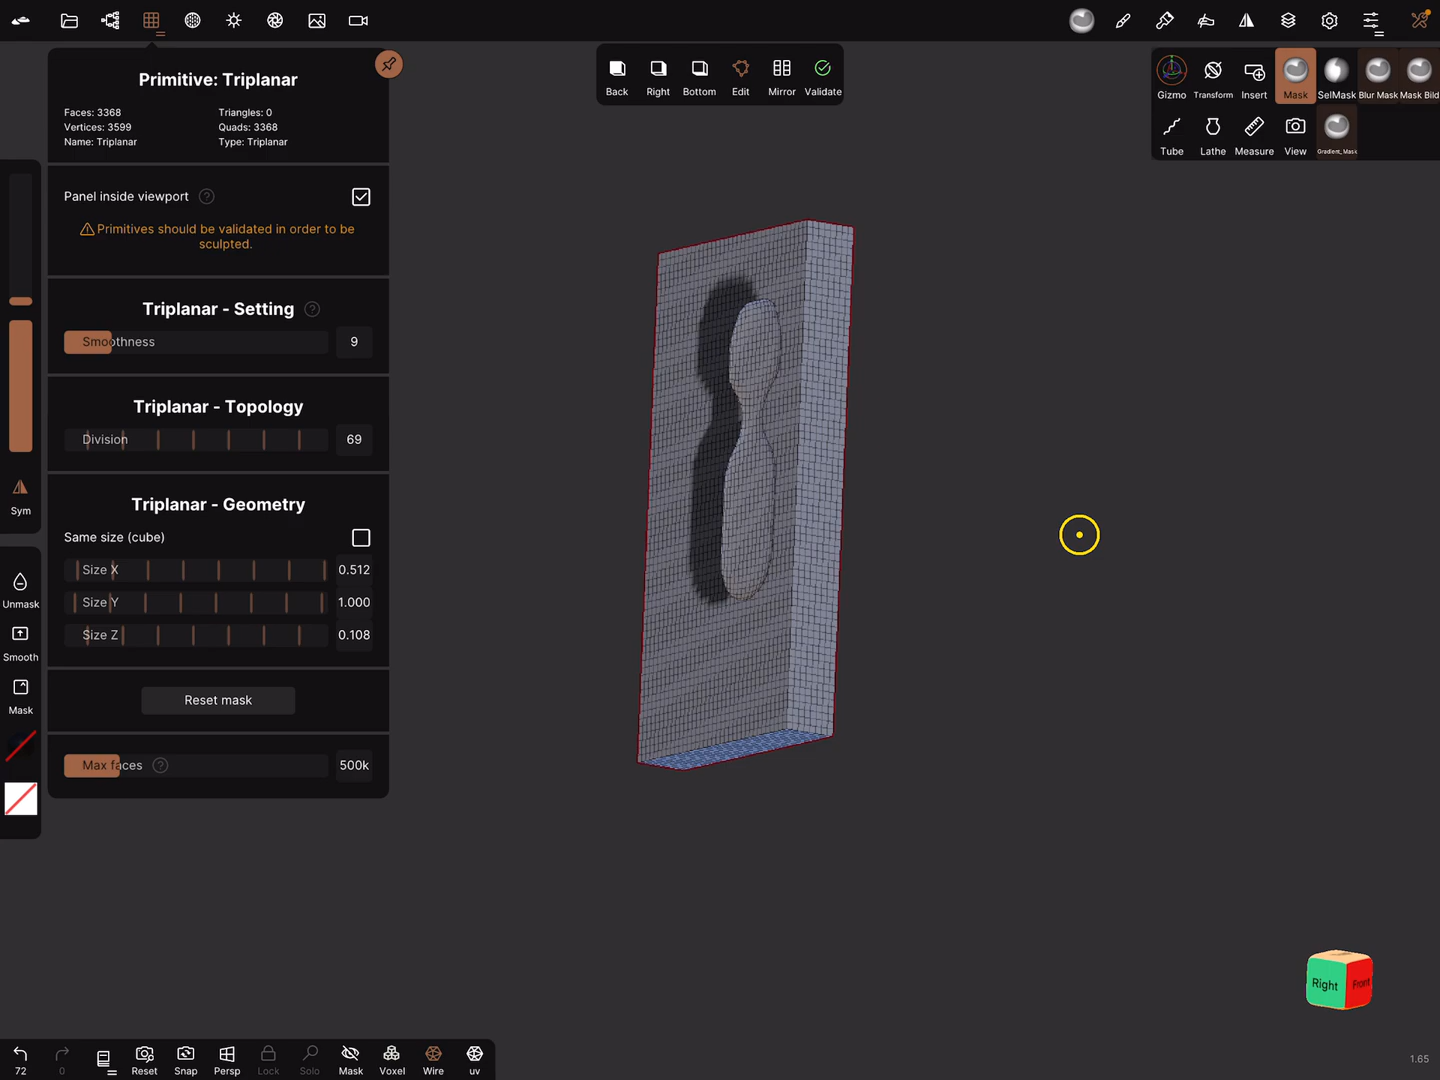 Primitive: Triplanar
Faces: 3368
Triangles: 0
Vertices: 3599
Quads: 3368
Name: Triplanar
Type: Triplanar
Panel inside viewport ?
Primitives should be validated in order to be
sculpted.
Triplanar - Setting ?
Smoothness 9
Triplanar - Topology
Division 69
Triplanar - Geometry
Same size (cube)
Size X 0.512
Size Y 1.000
Size Z 0.108
Reset mask
Max faces ? 500k
Back Right Bottom Edit Mirror Validate
Gizmo Transform Insert Mask SelMask Blur Mask Mask Bild
Tube Lathe Measure View Gradient_Mask
Sym
Unmask
Smooth
Mask
Right Front
72 0 Reset Snap Persp Lock Solo Mask Voxel Wire uv
1.65